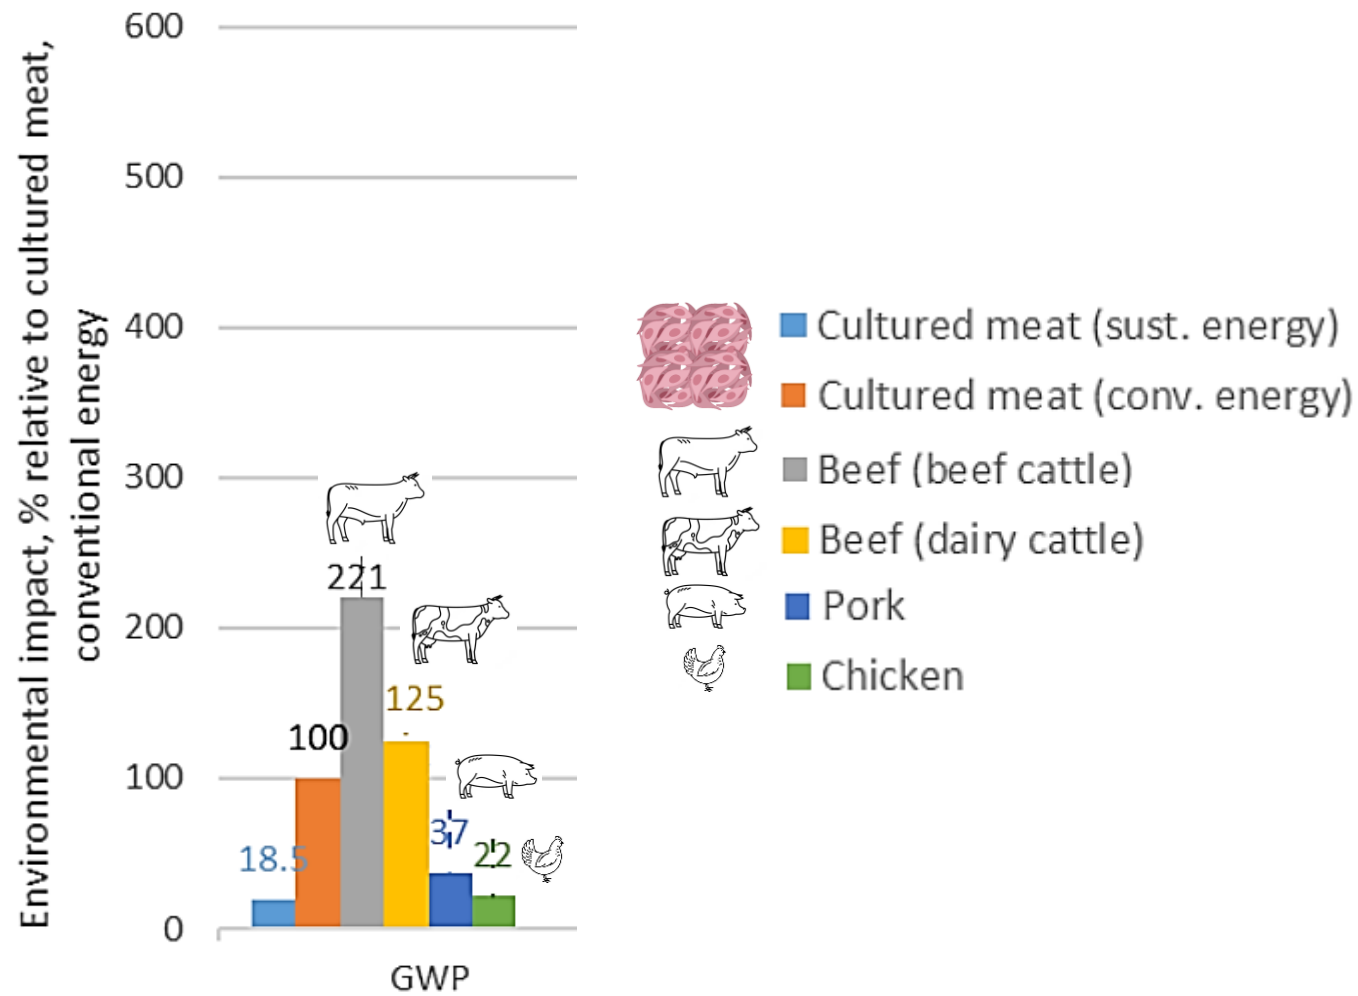 Environmental impact, % relative to cultured meat,
conventional energy
600
500
400
300
200
100
0
221
125
100
37
22
18.5
GWP
Cultured meat (sust. energy)
Cultured meat (conv. energy)
Beef (beef cattle)
Beef (dairy cattle)
Pork
Chicken